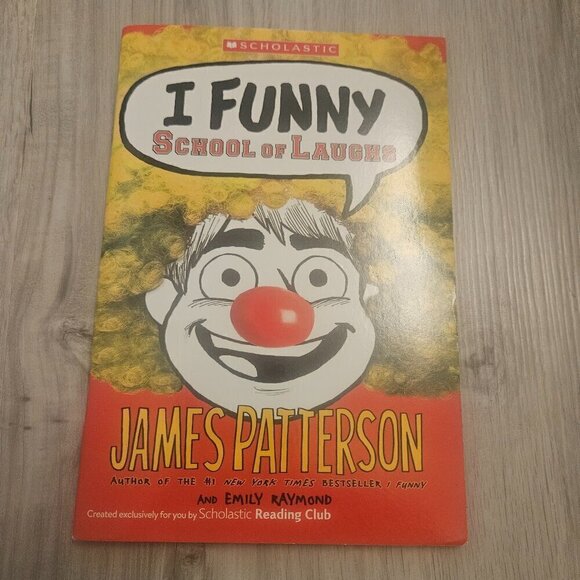 SCHOLASTIC
I FUNNY
SCHOOL OF LAUGHS
JAMES PATTERSON
AUTHOR OF THE #1 NEW YORK TIMES BESTSELLER I FUNNY
AND EMILY RAYMOND
Created exclusively for you by Scholastic Reading Club